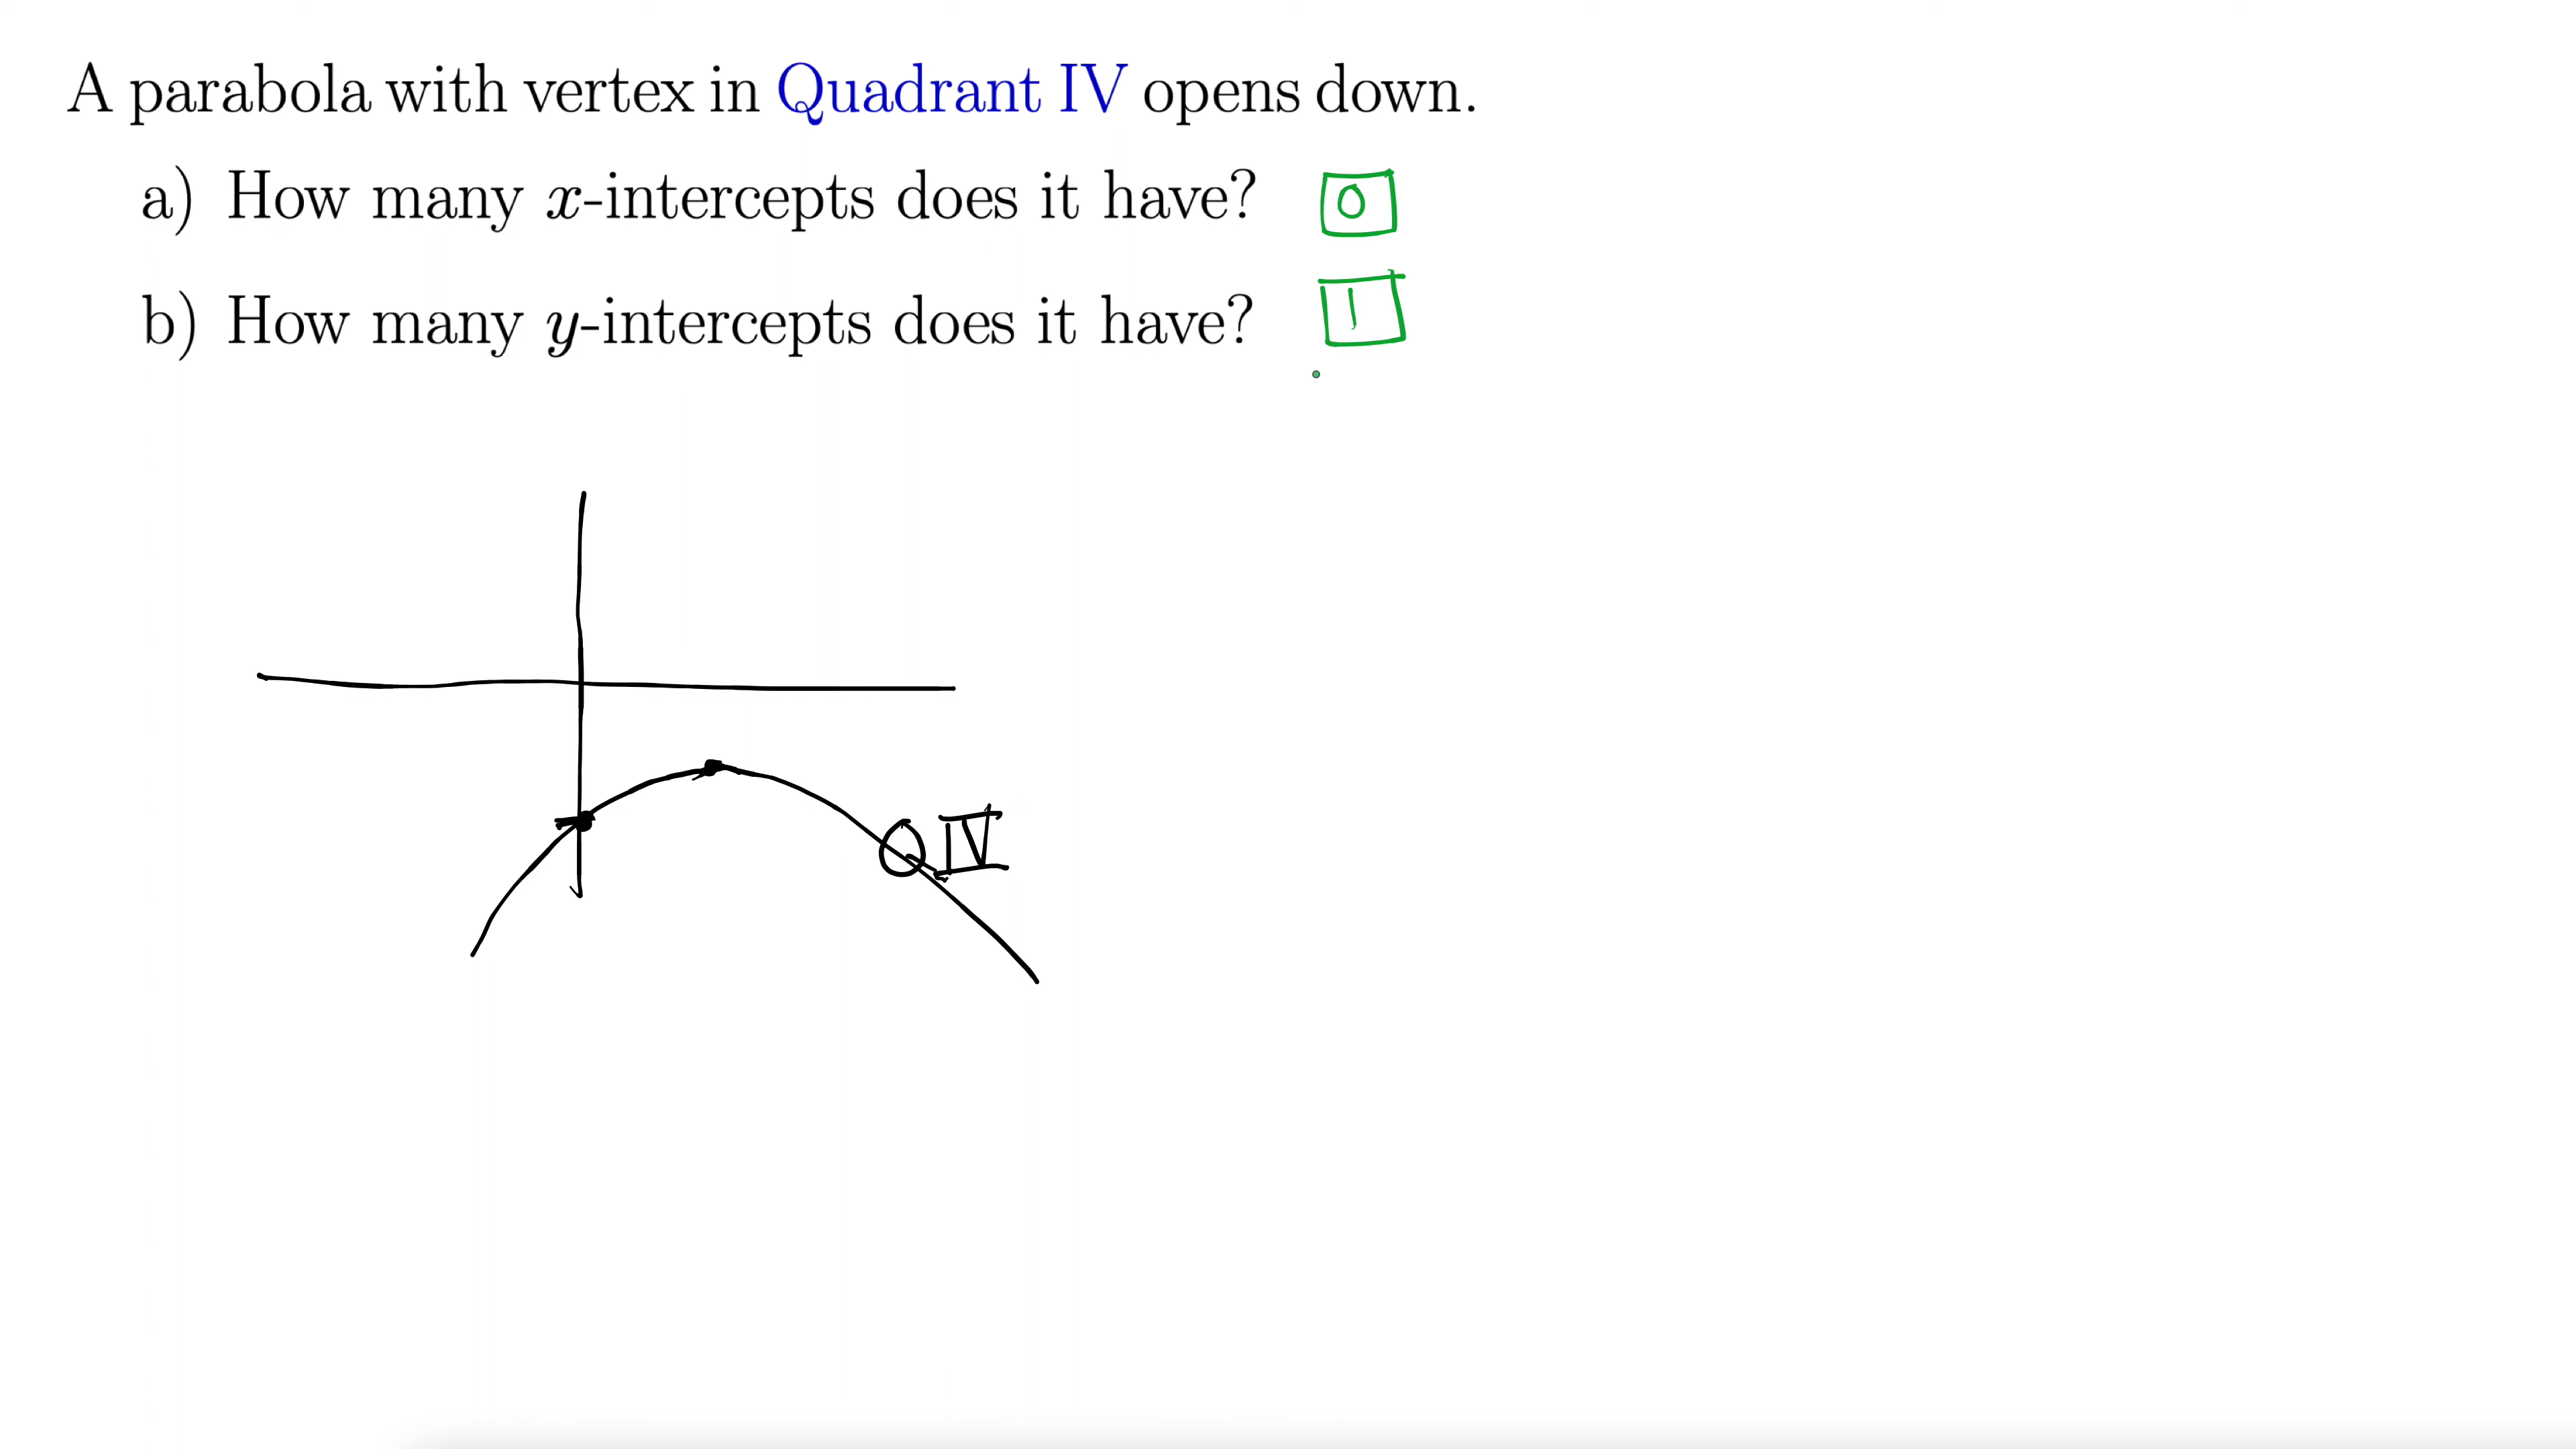 A parabola with vertex in Quadrant IV opens down.
a) How many x-intercepts does it have? 0
b) How many y-intercepts does it have? 1
QIV